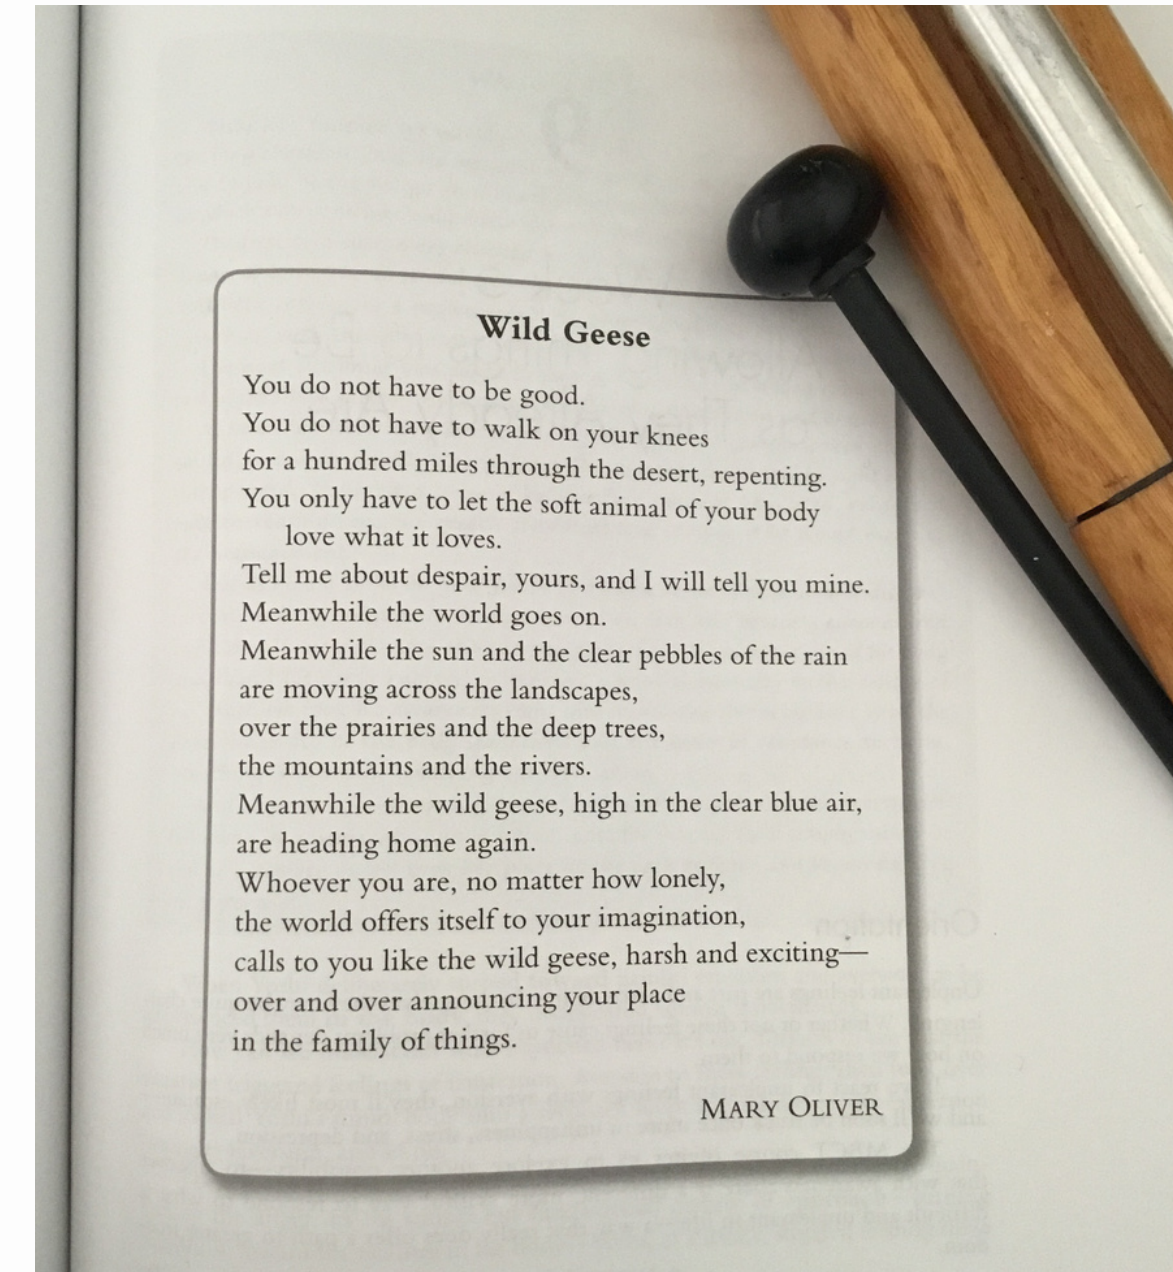 Wild Geese
You do not have to be good.
You do not have to walk on your knees
for a hundred miles through the desert, repenting.
You only have to let the soft animal of your body
love what it loves.
Tell me about despair, yours, and I will tell you mine.
Meanwhile the world goes on.
Meanwhile the sun and the clear pebbles of the rain
are moving across the landscapes,
over the prairies and the deep trees,
the mountains and the rivers.
Meanwhile the wild geese, high in the clear blue air,
are heading home again.
Whoever you are, no matter how lonely,
the world offers itself to your imagination,
calls to you like the wild geese, harsh and exciting—
over and over announcing your place
in the family of things.
MARY OLIVER